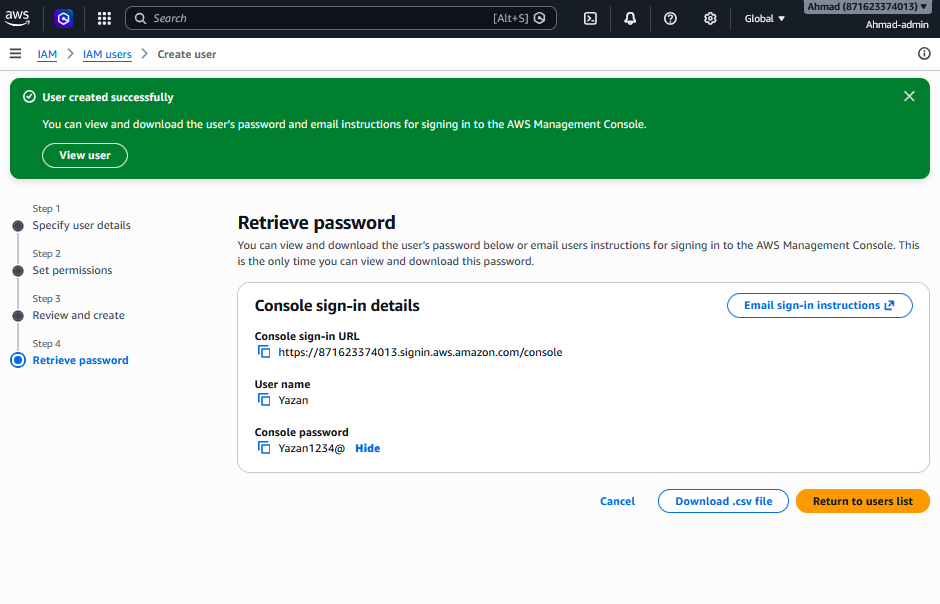 aws
Search
[Alt+S]
Global ▼
Ahmad (871623374013) ▼
Ahmad-admin
IAM > IAM users > Create user
User created successfully
You can view and download the user's password and email instructions for signing in to the AWS Management Console.
View user
Step 1
Specify user details
Step 2
Set permissions
Step 3
Review and create
Step 4
Retrieve password
Retrieve password
You can view and download the user's password below or email users instructions for signing in to the AWS Management Console. This
is the only time you can view and download this password.
Console sign-in details
Email sign-in instructions
Console sign-in URL
https://871623374013.signin.aws.amazon.com/console
User name
Yazan
Console password
Yazan1234@ Hide
Cancel
Download .csv file
Return to users list